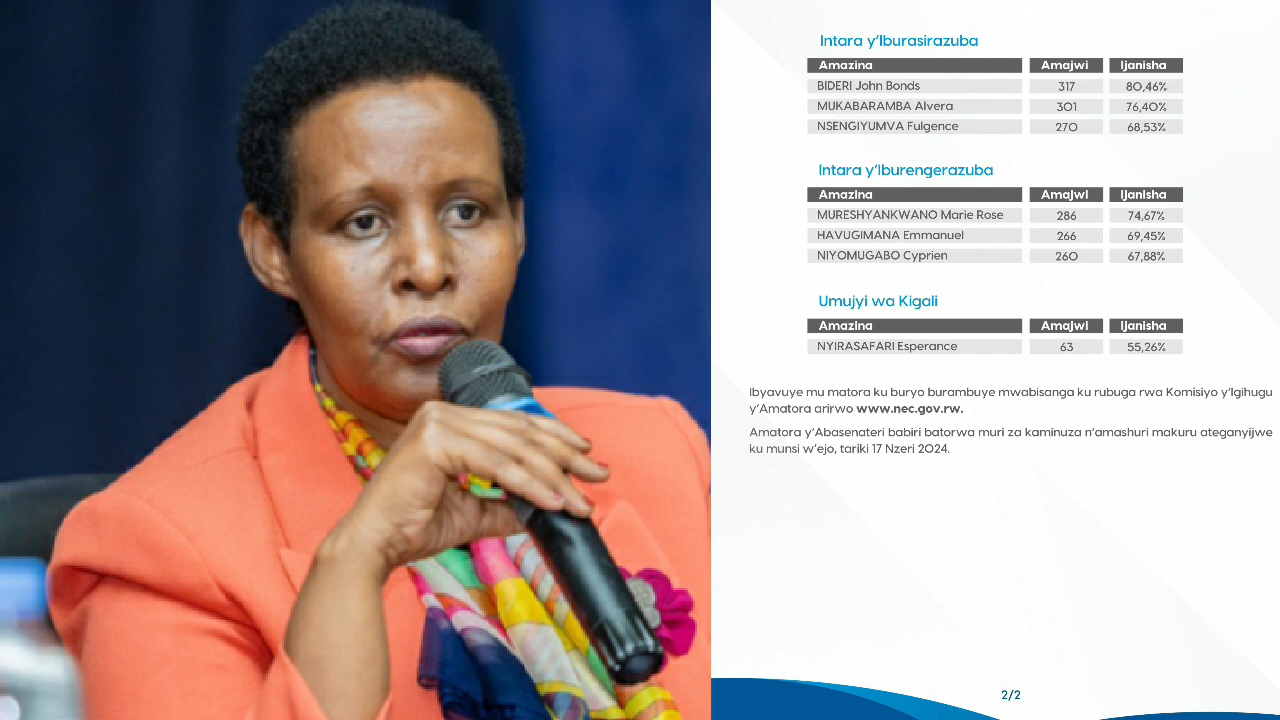 Intara y'Iburasirazuba
Amazina Amajwi Ijanisha
BIDERI John Bonds 317 80,46%
MUKABARAMBA Alvera 301 76,40%
NSENGIYUMVA Fulgence 270 68,53%
Intara y'Iburengerazuba
Amazina Amajwi Ijanisha
MURESHYANKWANO Marie Rose 286 74,67%
HAVUGIMANA Emmanuel 266 69,45%
NIYOMUGABO Cyprien 260 67,88%
Umujyi wa Kigali
Amazina Amajwi Ijanisha
NYIRASAFARI Esperance 63 55,26%
Ibyavuye mu matora ku buryo burambuye mwabisanga ku rubuga rwa Komisiyo y'Igihugu
y'Amatora arirwo www.nec.gov.rw.
Amatora y'Abasenateri babiri batorwa muri za kaminuza n'amashuri makuru ateganyijwe
ku munsi w'ejo, tariki 17 Nzeri 2024.
2/2